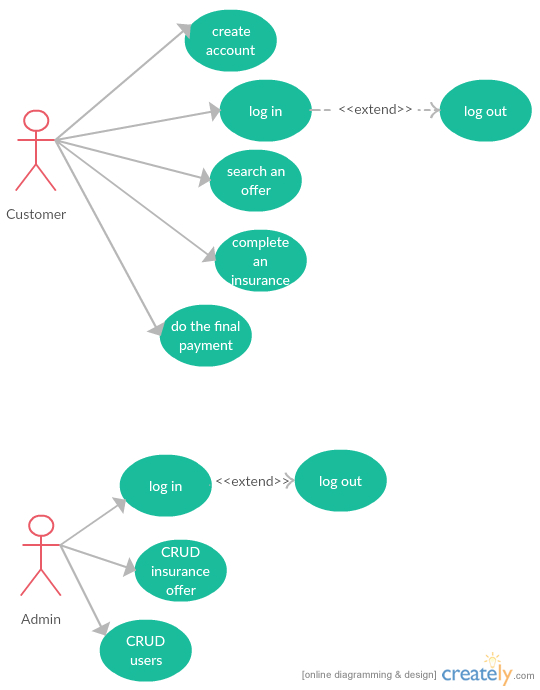 create
account
log in
<<extend>>
log out
search an
offer
Customer
complete
an
insurance
do the final
payment
log in
<<extend>>
log out
CRUD
insurance
offer
Admin
CRUD
users
[online diagramming & design] creately.com